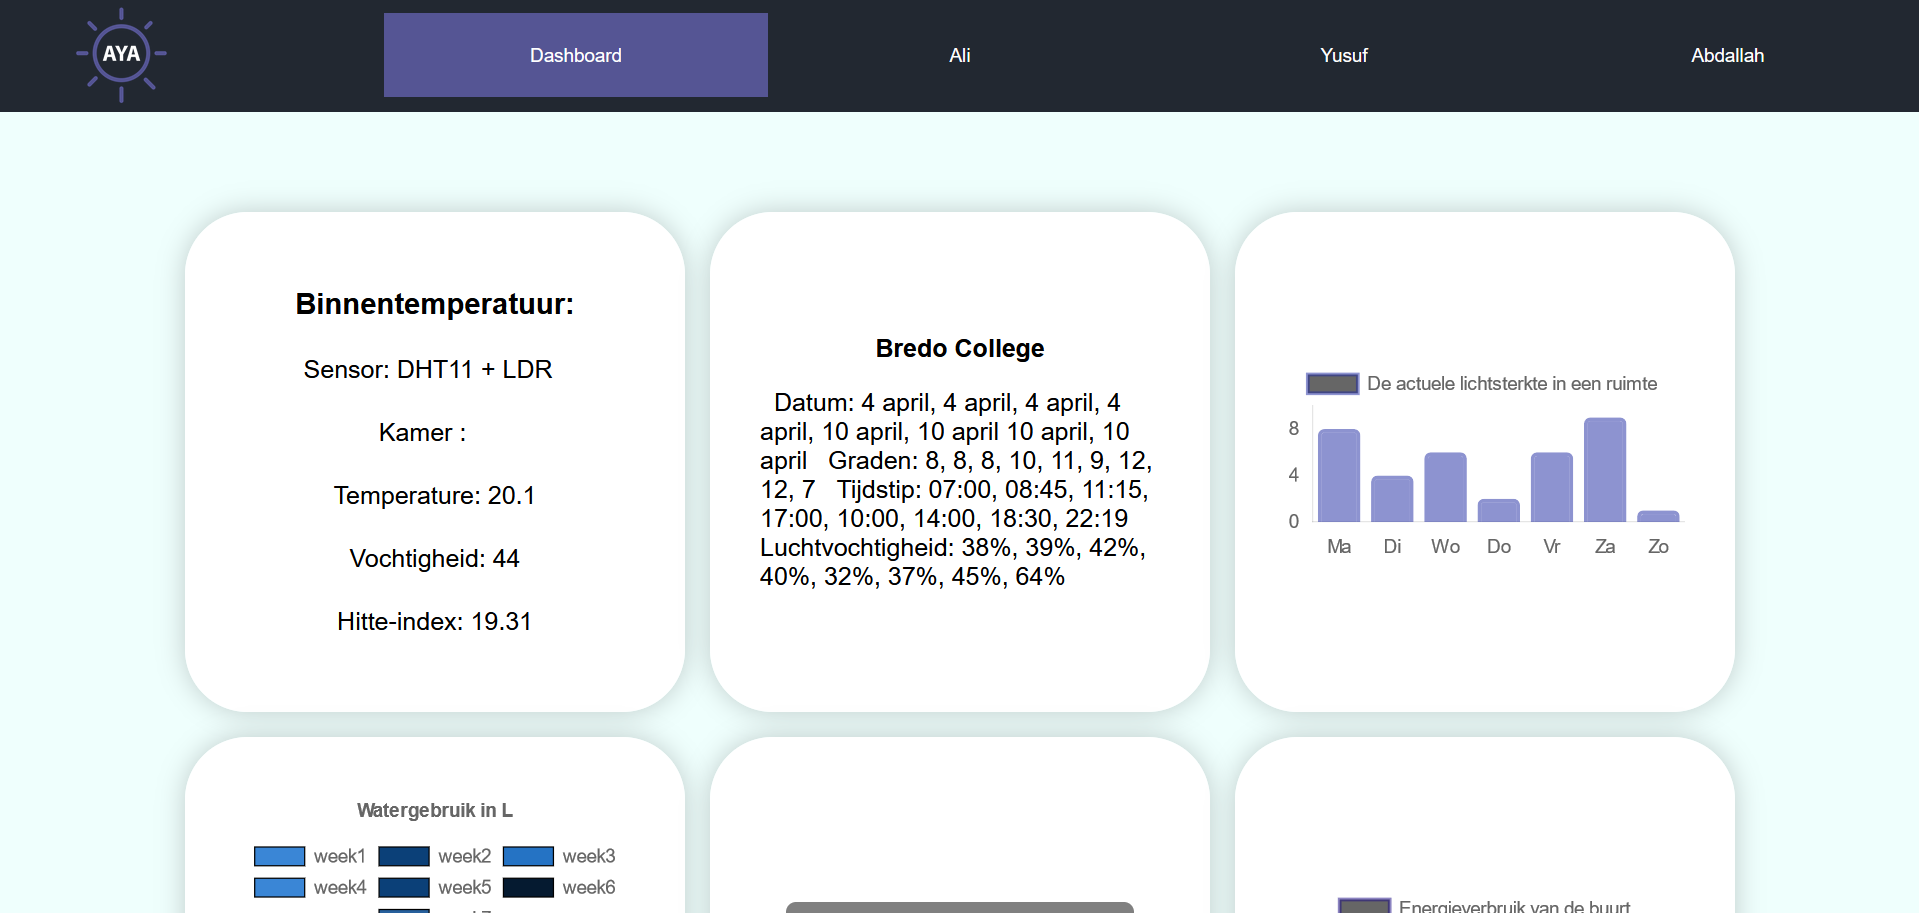 AYA
Dashboard
Ali
Yusuf
Abdallah
Binnentemperatuur:
Sensor: DHT11 + LDR
Kamer :
Temperature: 20.1
Vochtigheid: 44
Hitte-index: 19.31
Bredo College
Datum: 4 april, 4 april, 4 april, 4
april, 10 april, 10 april 10 april, 10
april Graden: 8, 8, 8, 10, 11, 9, 12,
12, 7 Tijdstip: 07:00, 08:45, 11:15,
17:00, 10:00, 14:00, 18:30, 22:19
Luchtvochtigheid: 38%, 39%, 42%,
40%, 32%, 37%, 45%, 64%
De actuele lichtsterkte in een ruimte
8
4
0
Ma Di Wo Do Vr Za Zo
Watergebruik in L
week1 week2 week3
week4 week5 week6
Energieverbruik van de buurt